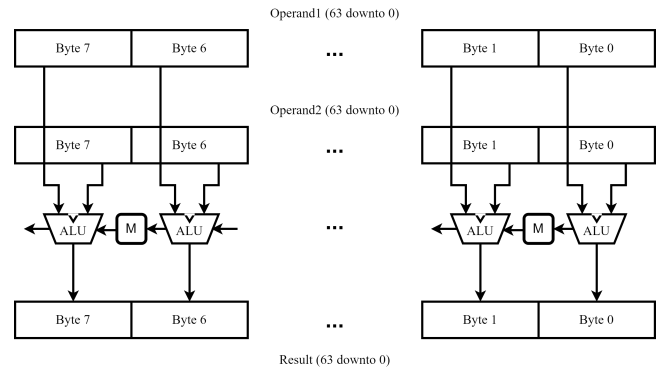 Operand1 (63 downto 0)
Byte 7 Byte 6 ... Byte 1 Byte 0
Operand2 (63 downto 0)
Byte 7 Byte 6 ... Byte 1 Byte 0
ALU M ALU ... ALU M ALU
Byte 7 Byte 6 ... Byte 1 Byte 0
Result (63 downto 0)